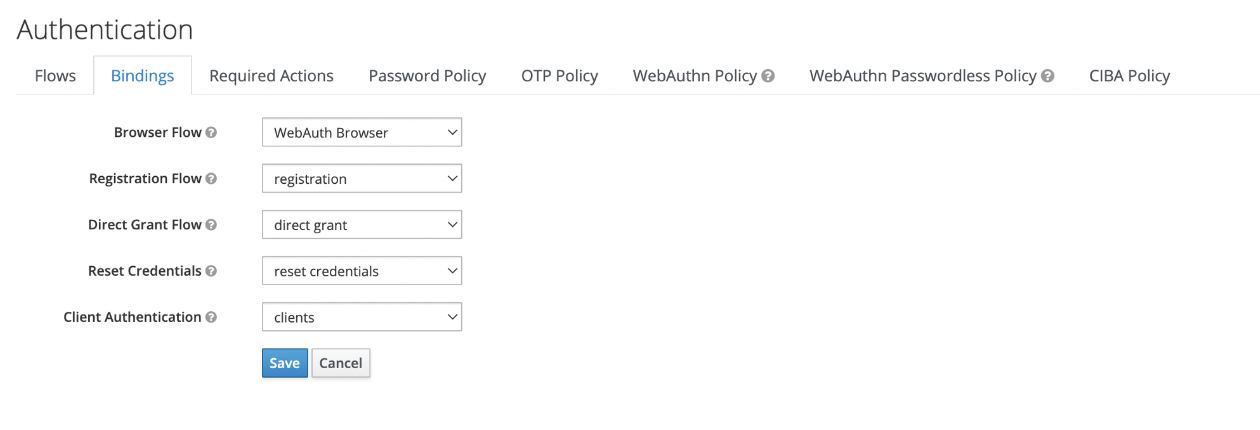 Authentication
Flows Bindings Required Actions Password Policy OTP Policy WebAuthn Policy ? WebAuthn Passwordless Policy ? CIBA Policy
Browser Flow ? WebAuth Browser
Registration Flow ? registration
Direct Grant Flow ? direct grant
Reset Credentials ? reset credentials
Client Authentication ? clients
Save Cancel